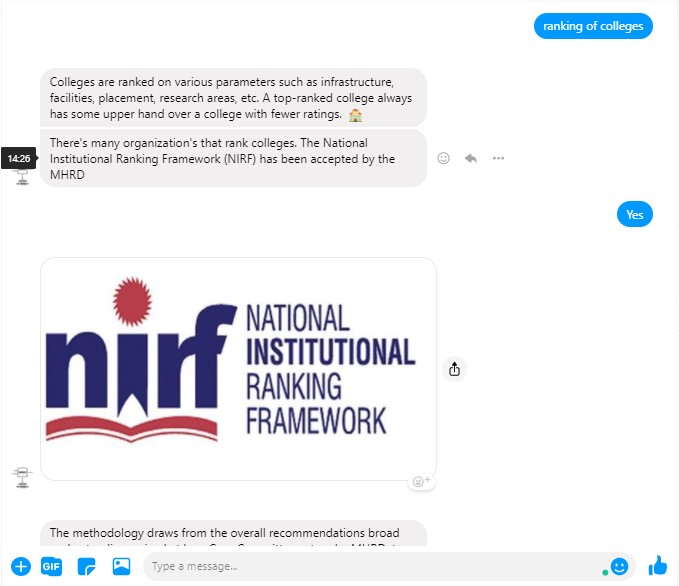 ranking of colleges
Colleges are ranked on various parameters such as infrastructure,
facilities, placement, research areas, etc. A top-ranked college always
has some upper hand over a college with fewer ratings.
There's many organization's that rank colleges. The National
Institutional Ranking Framework (NIRF) has been accepted by the
MHRD
14:26
Yes
nirf
NATIONAL
INSTITUTIONAL
RANKING
FRAMEWORK
The methodology draws from the overall recommendations broad
GIF
Type a message...